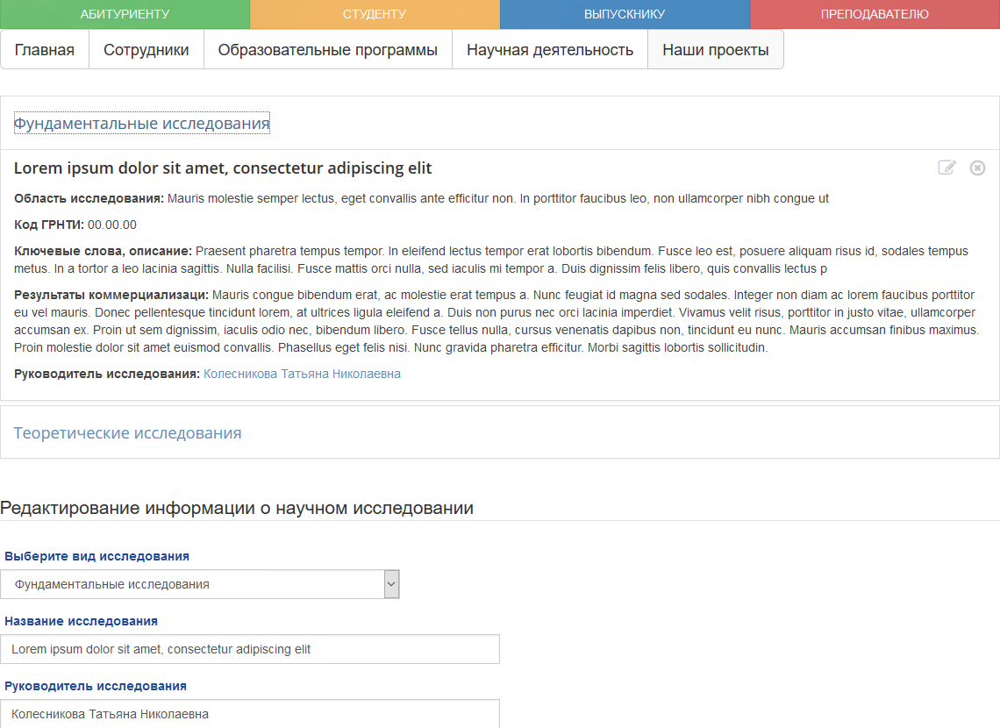 АБИТУРИЕНТУ СТУДЕНТУ ВЫПУСКНИКУ ПРЕПОДАВАТЕЛЮ
Главная Сотрудники Образовательные программы Научная деятельность Наши проекты
Фундаментальные исследования
Lorem ipsum dolor sit amet, consectetur adipiscing elit
Область исследования: Mauris molestie semper lectus, eget convallis ante efficitur non. In porttitor faucibus leo, non ullamcorper nibh congue ut
Код ГРНТИ: 00.00.00
Ключевые слова, описание: Praesent pharetra tempus tempor. In eleifend lectus tempor erat lobortis bibendum. Fusce leo est, posuere aliquam risus id, sodales tempus
metus. In a tortor a leo lacinia sagittis. Nulla facilisi. Fusce mattis orci nulla, sed iaculis mi tempor a. Duis dignissim felis libero, quis convallis lectus p
Результаты коммерциализаци: Mauris congue bibendum erat, ac molestie erat tempus a. Nunc feugiat id magna sed sodales. Integer non diam ac lorem faucibus porttitor
eu vel mauris. Donec pellentesque tincidunt lorem, at ultrices ligula eleifend a. Duis non purus nec orci lacinia imperdiet. Vivamus velit risus, porttitor in justo vitae, ullamcorper
accumsan ex. Proin ut sem dignissim, iaculis odio nec, bibendum libero. Fusce tellus nulla, cursus venenatis dapibus non, tincidunt eu nunc. Mauris accumsan finibus maximus.
Proin molestie dolor sit amet euismod convallis. Phasellus eget felis nisi. Nunc gravida pharetra efficitur. Morbi sagittis lobortis sollicitudin.
Руководитель исследования: Колесникова Татьяна Николаевна
Теоретические исследования
Редактирование информации о научном исследовании
Выберите вид исследования
Фундаментальные исследования
Название исследования
Lorem ipsum dolor sit amet, consectetur adipiscing elit
Руководитель исследования
Колесникова Татьяна Николаевна